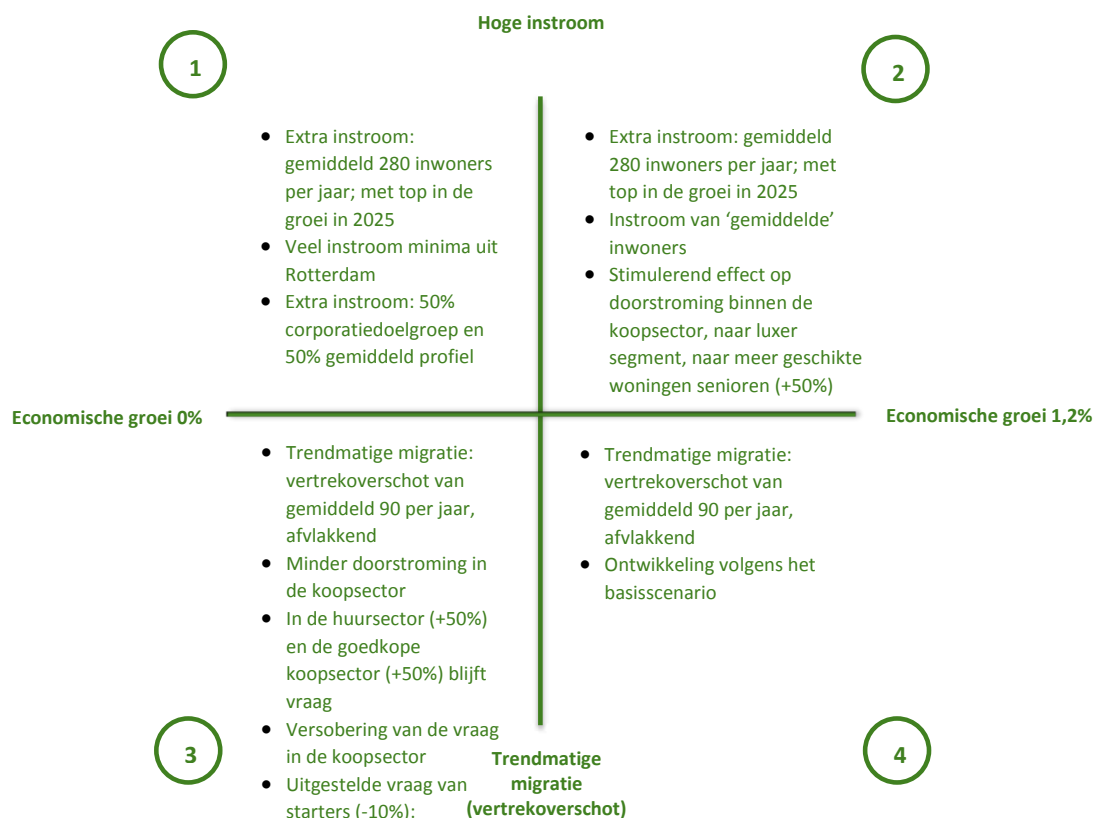 Hoge instroom
1
2
● Extra instroom:
gemiddeld 280 inwoners
per jaar; met top in de
groei in 2025
● Veel instroom minima uit
Rotterdam
● Extra instroom: 50%
corporatiedoelgroep en
50% gemiddeld profiel
● Extra instroom: gemiddeld
280 inwoners per jaar; met
top in de groei in 2025
● Instroom van ‘gemiddelde’
inwoners
● Stimulerend effect op
doorstroming binnen de
koopsector, naar luxer
segment, naar meer geschikte
woningen senioren (+50%)
Economische groei 0%
Economische groei 1,2%
● Trendmatige migratie:
vertrekoverschot van
gemiddeld 90 per jaar,
afvlakkend
● Minder doorstroming in
de koopsector
● In de huursector (+50%)
en de goedkope
koopsector (+50%) blijft
vraag
● Versobering van de vraag
in de koopsector
● Uitgestelde vraag van
starters (-10%):
● Trendmatige migratie:
vertrekoverschot van
gemiddeld 90 per jaar,
afvlakkend
● Ontwikkeling volgens het
basisscenario
3
4
Trendmatige
migratie
(vertrekoverschot)